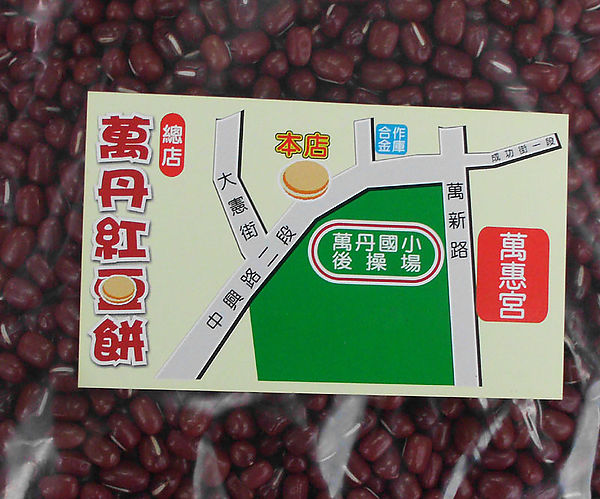 總店
萬丹紅豆餅
本店
合作
金庫
成功街一段
大憲街
萬新路
萬丹國小
後操場
萬惠宮
中興路二段